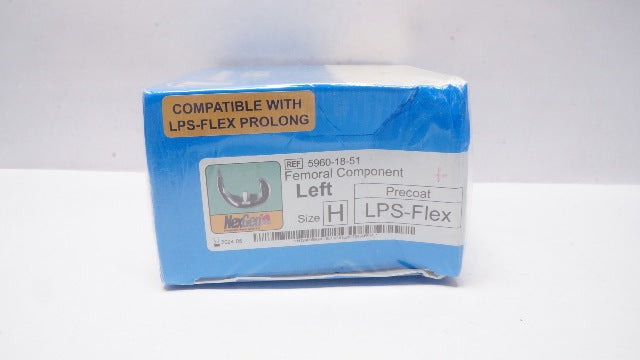 COMPATIBLE WITH
LPS-FLEX PROLONG
REF 5960-18-51
Femoral Component
Left
Size H
Precoat
LPS-Flex
NexGen